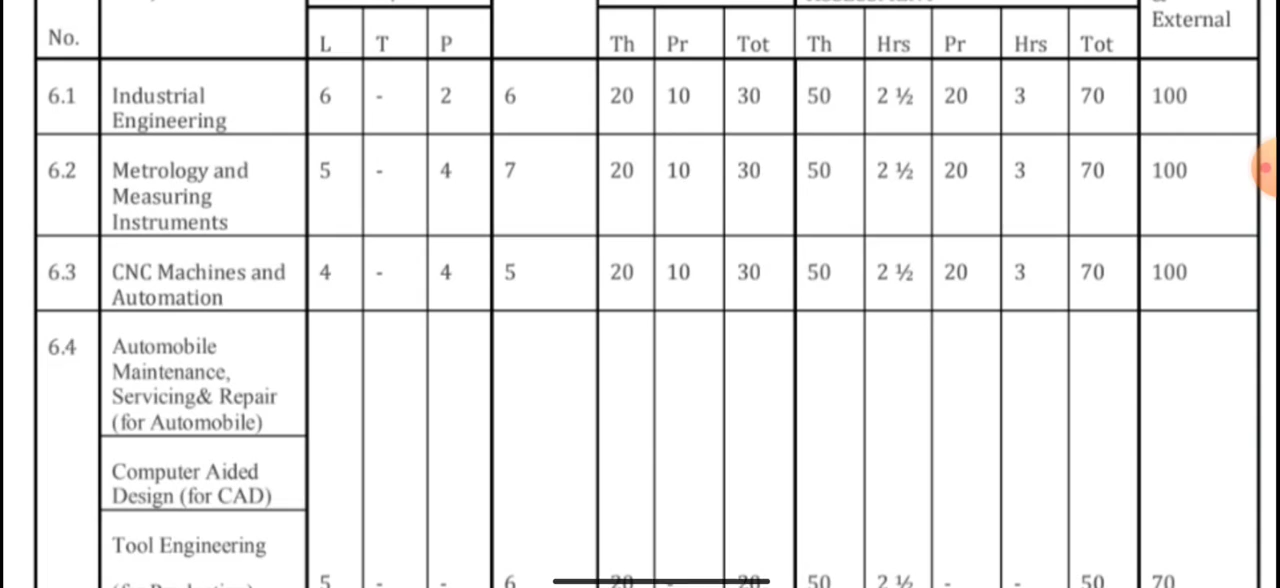 External
No. L T P Th Pr Tot Th Hrs Pr Hrs Tot
6.1 Industrial 6 - 2 6 20 10 30 50 2 ½ 20 3 70 100
Engineering
6.2 Metrology and 5 - 4 7 20 10 30 50 2 ½ 20 3 70 100
Measuring
Instruments
6.3 CNC Machines and 4 - 4 5 20 10 30 50 2 ½ 20 3 70 100
Automation
6.4 Automobile
Maintenance,
Servicing& Repair
(for Automobile)
Computer Aided
Design (for CAD)
Tool Engineering
5 - - 6 20 - 20 50 2 ½ - - 50 70